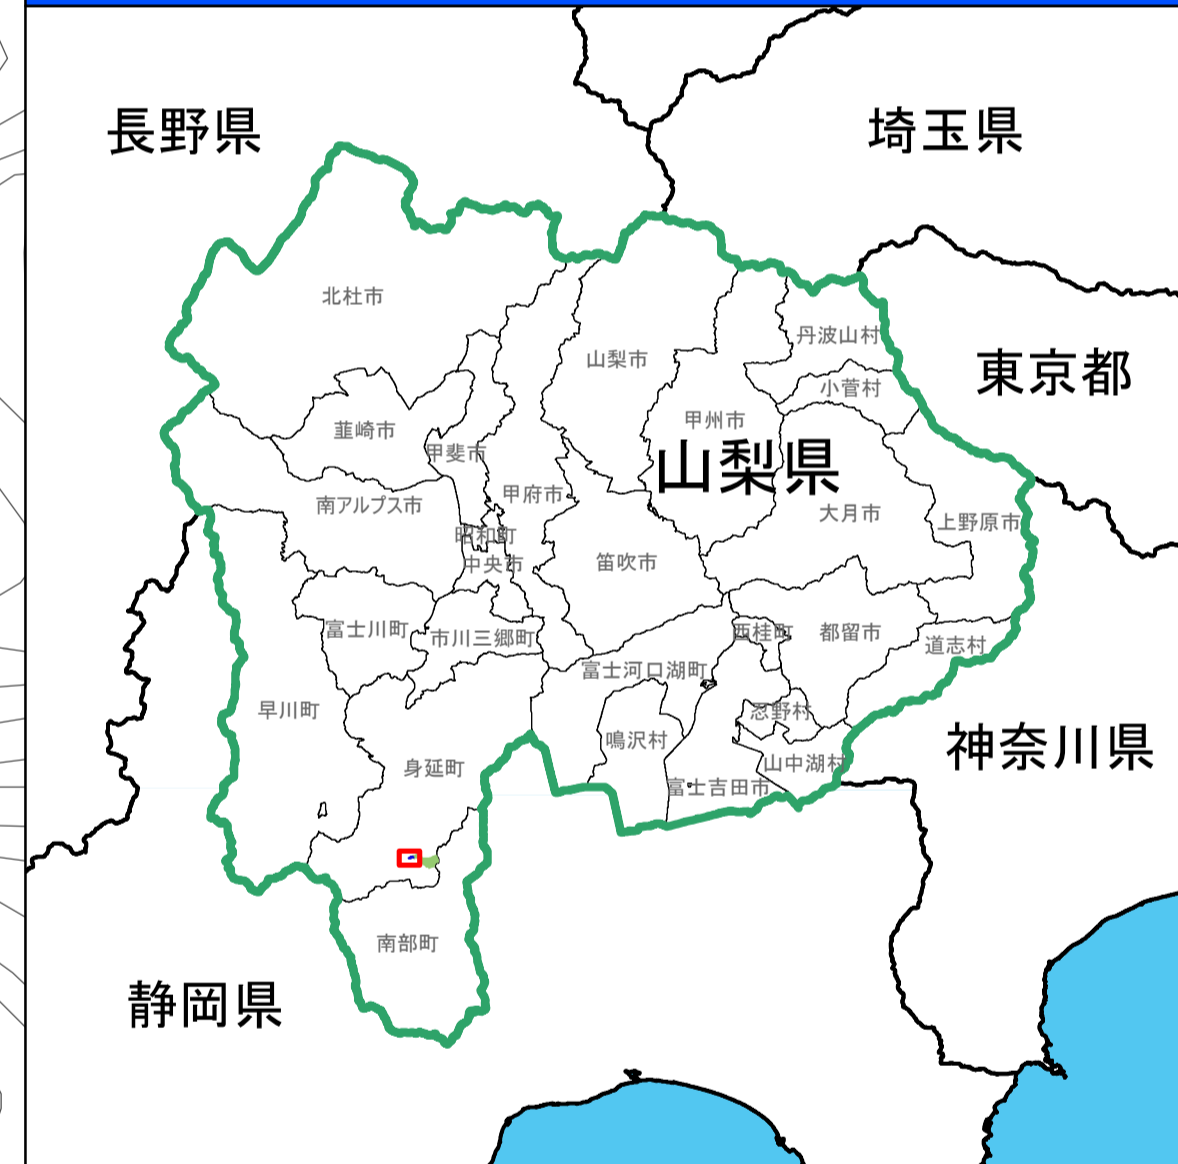 長野県
埼玉県
北杜市
丹波山村
山梨市
東京都
小菅村
甲州市
韮崎市
甲斐市
山梨県
甲府市
南アルプス市
大月市
上野原市
昭和町
中央市
笛吹市
富士川町
市川三郷町
西桂町
都留市
道志村
富士河口湖町
早川町
忍野村
鳴沢村
神奈川県
身延町
山中湖村
富士吉田市
南部町
静岡県